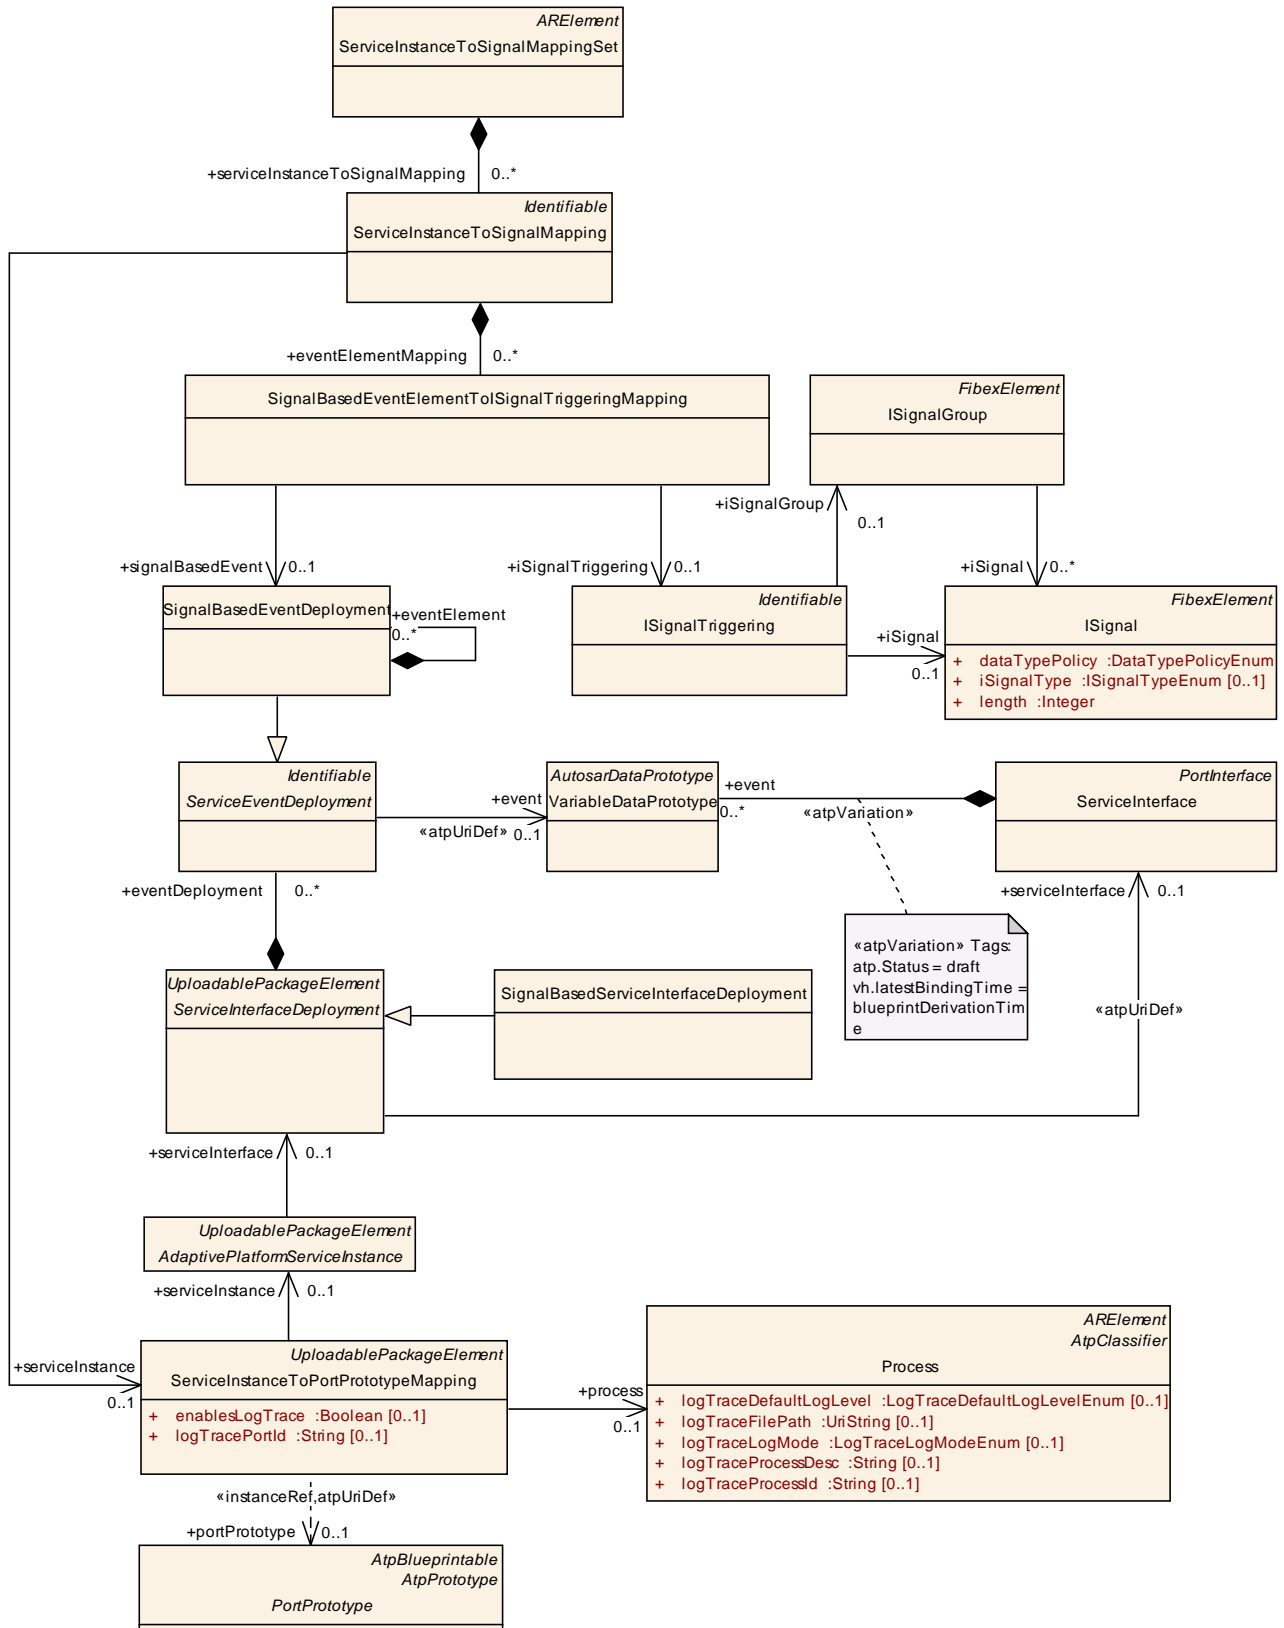 ARElement
ServiceInstanceToSignalMappingSet
+serviceInstanceToSignalMapping 0..*
Identifiable
ServiceInstanceToSignalMapping
+eventElementMapping 0..*
SignalBasedEventElementToISignalTriggeringMapping
FibexElement
ISignalGroup
+iSignalGroup
0..1
+signalBasedEvent 0..1
+iSignalTriggering 0..1
+iSignal 0..*
SignalBasedEventDeployment
+eventElement
0..*
Identifiable
ISignalTriggering
+iSignal
0..1
FibexElement
ISignal
+ dataTypePolicy :DataTypePolicyEnum
+ iSignalType :ISignalTypeEnum [0..1]
+ length :Integer
Identifiable
ServiceEventDeployment
+event
«atpUriDef» 0..1
AutosarDataPrototype
VariableDataPrototype
+event
0..*
«atpVariation»
PortInterface
ServiceInterface
+eventDeployment 0..*
+serviceInterface 0..1
«atpVariation» Tags:
atp.Status = draft
vh.latestBindingTime =
blueprintDerivationTim
e
UploadablePackageElement
ServiceInterfaceDeployment
SignalBasedServiceInterfaceDeployment
«atpUriDef»
+serviceInterface 0..1
UploadablePackageElement
AdaptivePlatformServiceInstance
+serviceInstance 0..1
+serviceInstance
0..1
UploadablePackageElement
ServiceInstanceToPortPrototypeMapping
+ enablesLogTrace :Boolean [0..1]
+ logTracePortId :String [0..1]
+process
0..1
ARElement
AtpClassifier
Process
+ logTraceDefaultLogLevel :LogTraceDefaultLogLevelEnum [0..1]
+ logTraceFilePath :UriString [0..1]
+ logTraceLogMode :LogTraceLogModeEnum [0..1]
+ logTraceProcessDesc :String [0..1]
+ logTraceProcessId :String [0..1]
«instanceRef,atpUriDef»
+portPrototype 0..1
AtpBlueprintable
AtpPrototype
PortPrototype